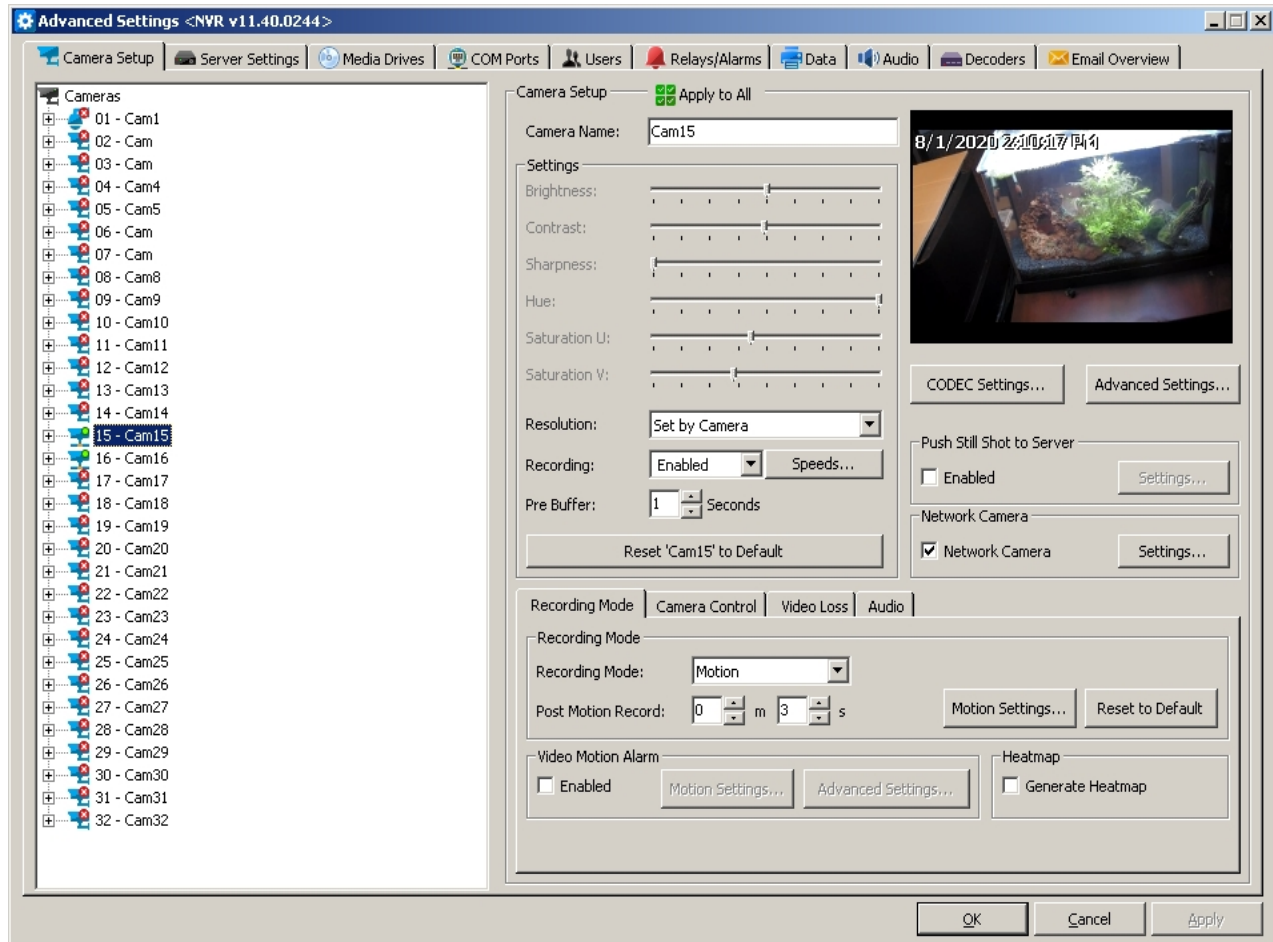 Advanced Settings <NVR v11.40.0244>
Camera Setup Server Settings Media Drives COM Ports Users Relays/Alarms Data Audio Decoders Email Overview
Cameras
01 - Cam1
02 - Cam
03 - Cam
04 - Cam4
05 - Cam5
06 - Cam
07 - Cam
08 - Cam8
09 - Cam9
10 - Cam10
11 - Cam11
12 - Cam12
13 - Cam13
14 - Cam14
15 - Cam15
16 - Cam16
17 - Cam17
18 - Cam18
19 - Cam19
20 - Cam20
21 - Cam21
22 - Cam22
23 - Cam23
24 - Cam24
25 - Cam25
26 - Cam26
27 - Cam27
28 - Cam28
29 - Cam29
30 - Cam30
31 - Cam31
32 - Cam32
Camera Setup Apply to All
Camera Name: Cam15
Settings
Brightness:
Contrast:
Sharpness:
Hue:
Saturation U:
Saturation V:
Resolution: Set by Camera
Recording: Enabled Speeds...
Pre Buffer: 1 Seconds
Reset 'Cam15' to Default
8/1/2020 2:10:17 PM
CODEC Settings... Advanced Settings...
Push Still Shot to Server
Enabled Settings...
Network Camera
Network Camera Settings...
Recording Mode Camera Control Video Loss Audio
Recording Mode
Recording Mode: Motion
Post Motion Record: 0 m 3 s Motion Settings... Reset to Default
Video Motion Alarm
Enabled Motion Settings... Advanced Settings...
Heatmap
Generate Heatmap
OK Cancel Apply